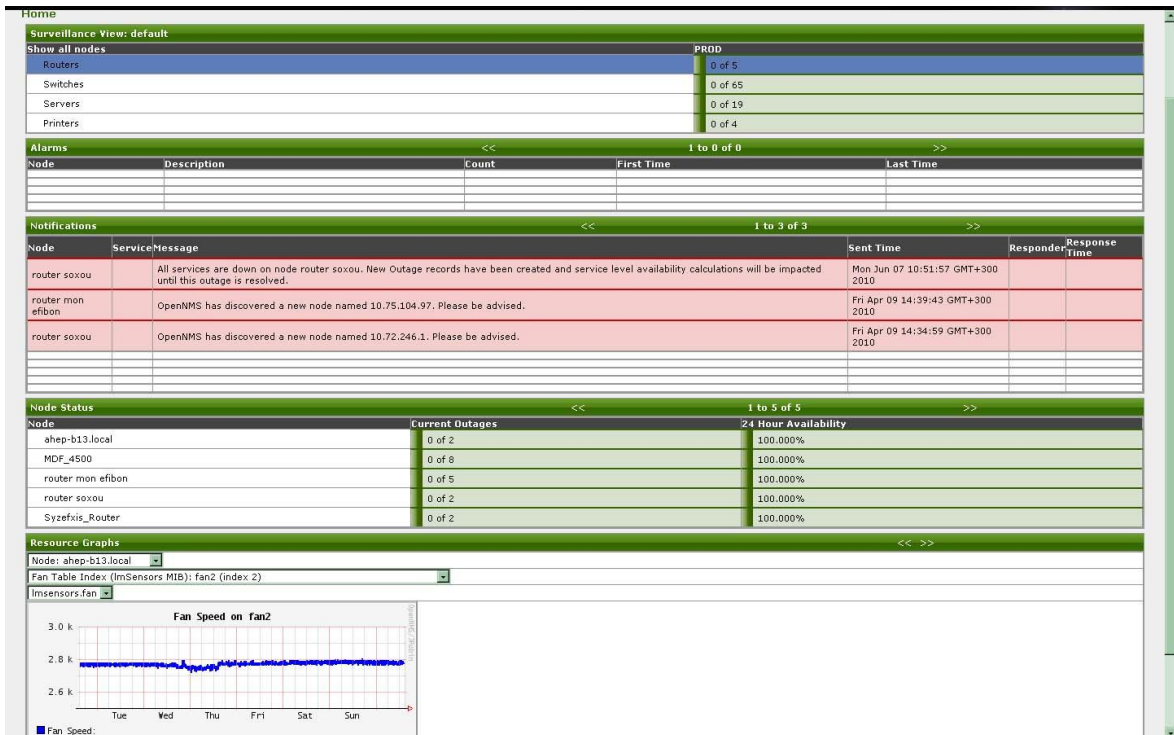 Home
Surveillance View: default
Show all nodes PROD
Routers 0 of 5
Switches 0 of 65
Servers 0 of 19
Printers 0 of 4
Alarms << 1 to 0 of 0 >>
Node Description Count First Time Last Time
Notifications << 1 to 3 of 3 >>
Node Service Message Sent Time Responder Response Time
router soxou All services are down on node router soxou. New Outage records have been created and service level availability calculations will be impacted until this outage is resolved. Mon Jun 07 10:51:57 GMT+300 2010
router mon efibon OpenNMS has discovered a new node named 10.75.104.97. Please be advised. Fri Apr 09 14:39:43 GMT+300 2010
router soxou OpenNMS has discovered a new node named 10.72.246.1. Please be advised. Fri Apr 09 14:34:59 GMT+300 2010
Node Status << 1 to 5 of 5 >>
Node Current Outages 24 Hour Availability
ahep-b13.local 0 of 2 100.000%
MDF_4500 0 of 8 100.000%
router mon efibon 0 of 5 100.000%
router soxou 0 of 2 100.000%
Syzefxis_Router 0 of 2 100.000%
Resource Graphs << >>
Node: ahep-b13.local
Fan Table Index (lmSensors MIB): fan2 (index 2)
lmsensors.fan
Fan Speed on fan2
3.0 k
2.8 k
2.6 k
Tue Wed Thu Fri Sat Sun
Fan Speed: